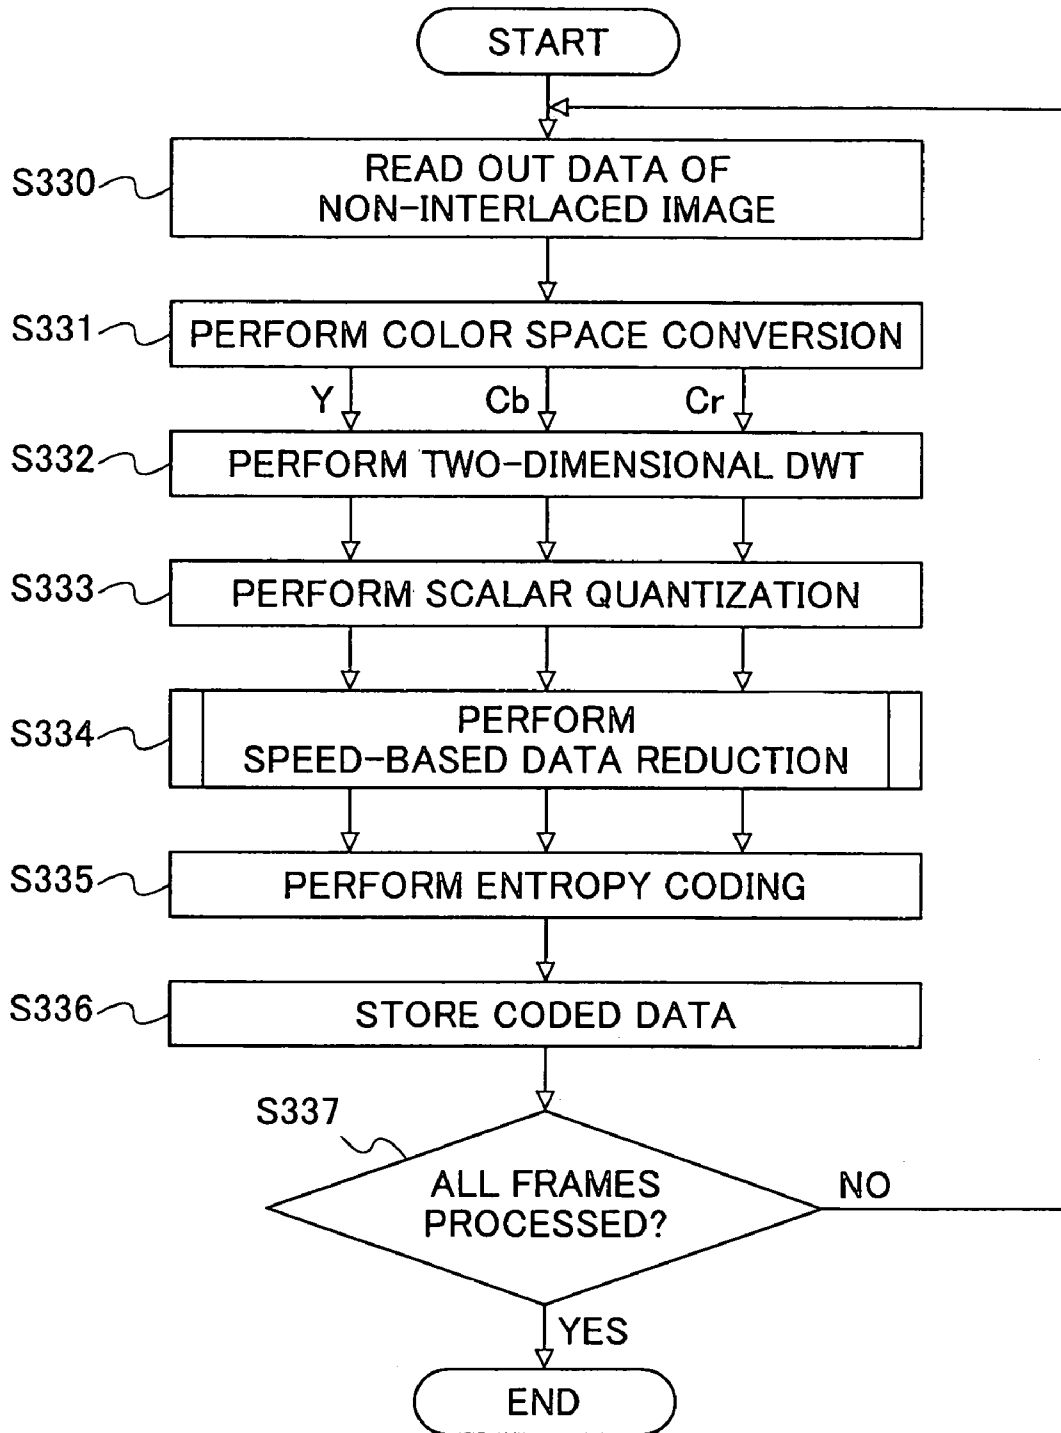 START
S330
READ OUT DATA OF
NON-INTERLACED IMAGE
S331
PERFORM COLOR SPACE CONVERSION
Y Cb Cr
S332
PERFORM TWO-DIMENSIONAL DWT
S333
PERFORM SCALAR QUANTIZATION
S334
PERFORM
SPEED-BASED DATA REDUCTION
S335
PERFORM ENTROPY CODING
S336
STORE CODED DATA
S337
ALL FRAMES
PROCESSED?
NO
YES
END